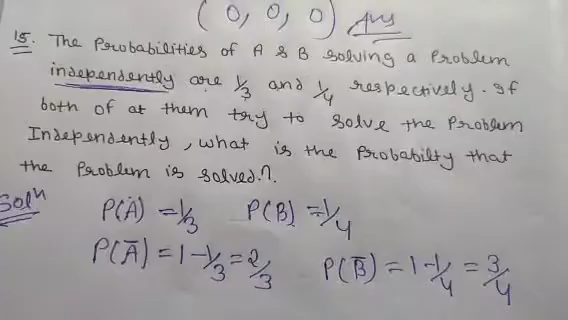 (0, 0, 0) Ans
15. The Probabilities of A & B solving a Problem
independently are 1/3 and 1/4 respectively. If
both of at them try to solve the Problem
Independently, what is the Probabilty that
the Problem is solved.?.
Solⁿ P(A) = 1/3 P(B) = 1/4
P(Ā) = 1 - 1/3 = 2/3 P(B̄) = 1 - 1/4 = 3/4